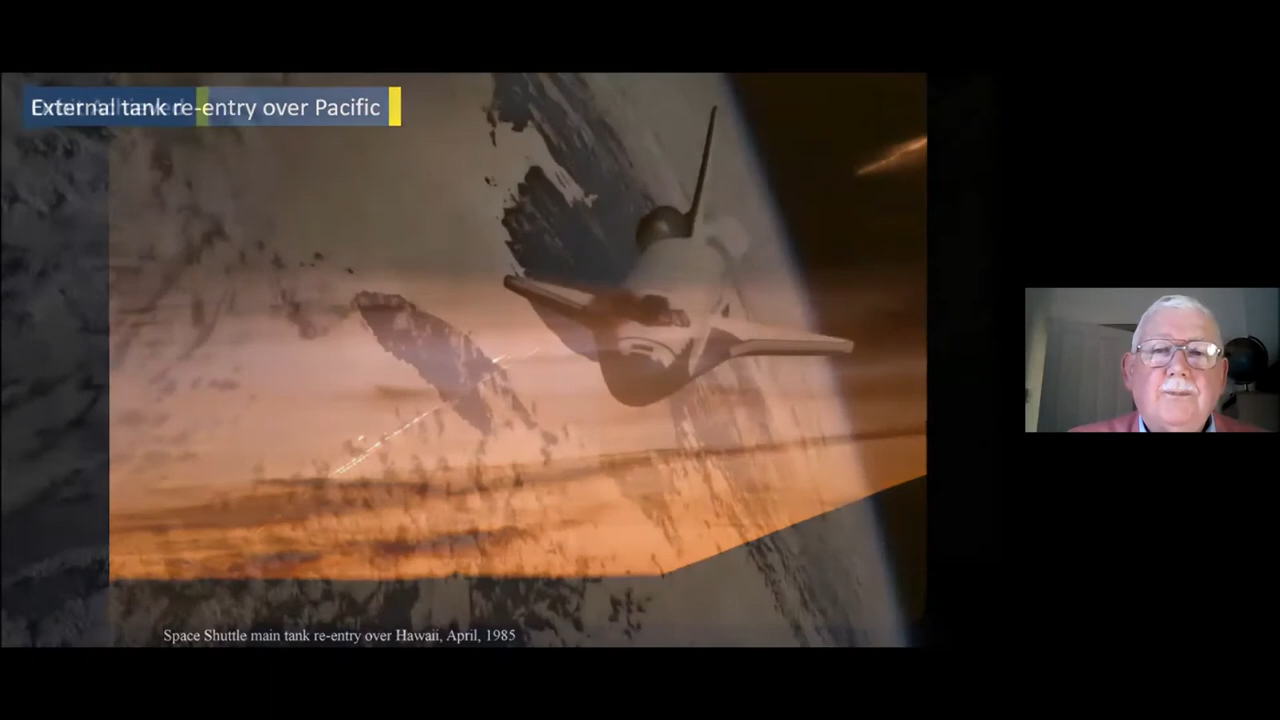 External tank re-entry over Pacific
Space Shuttle main tank re-entry over Hawaii, April, 1985